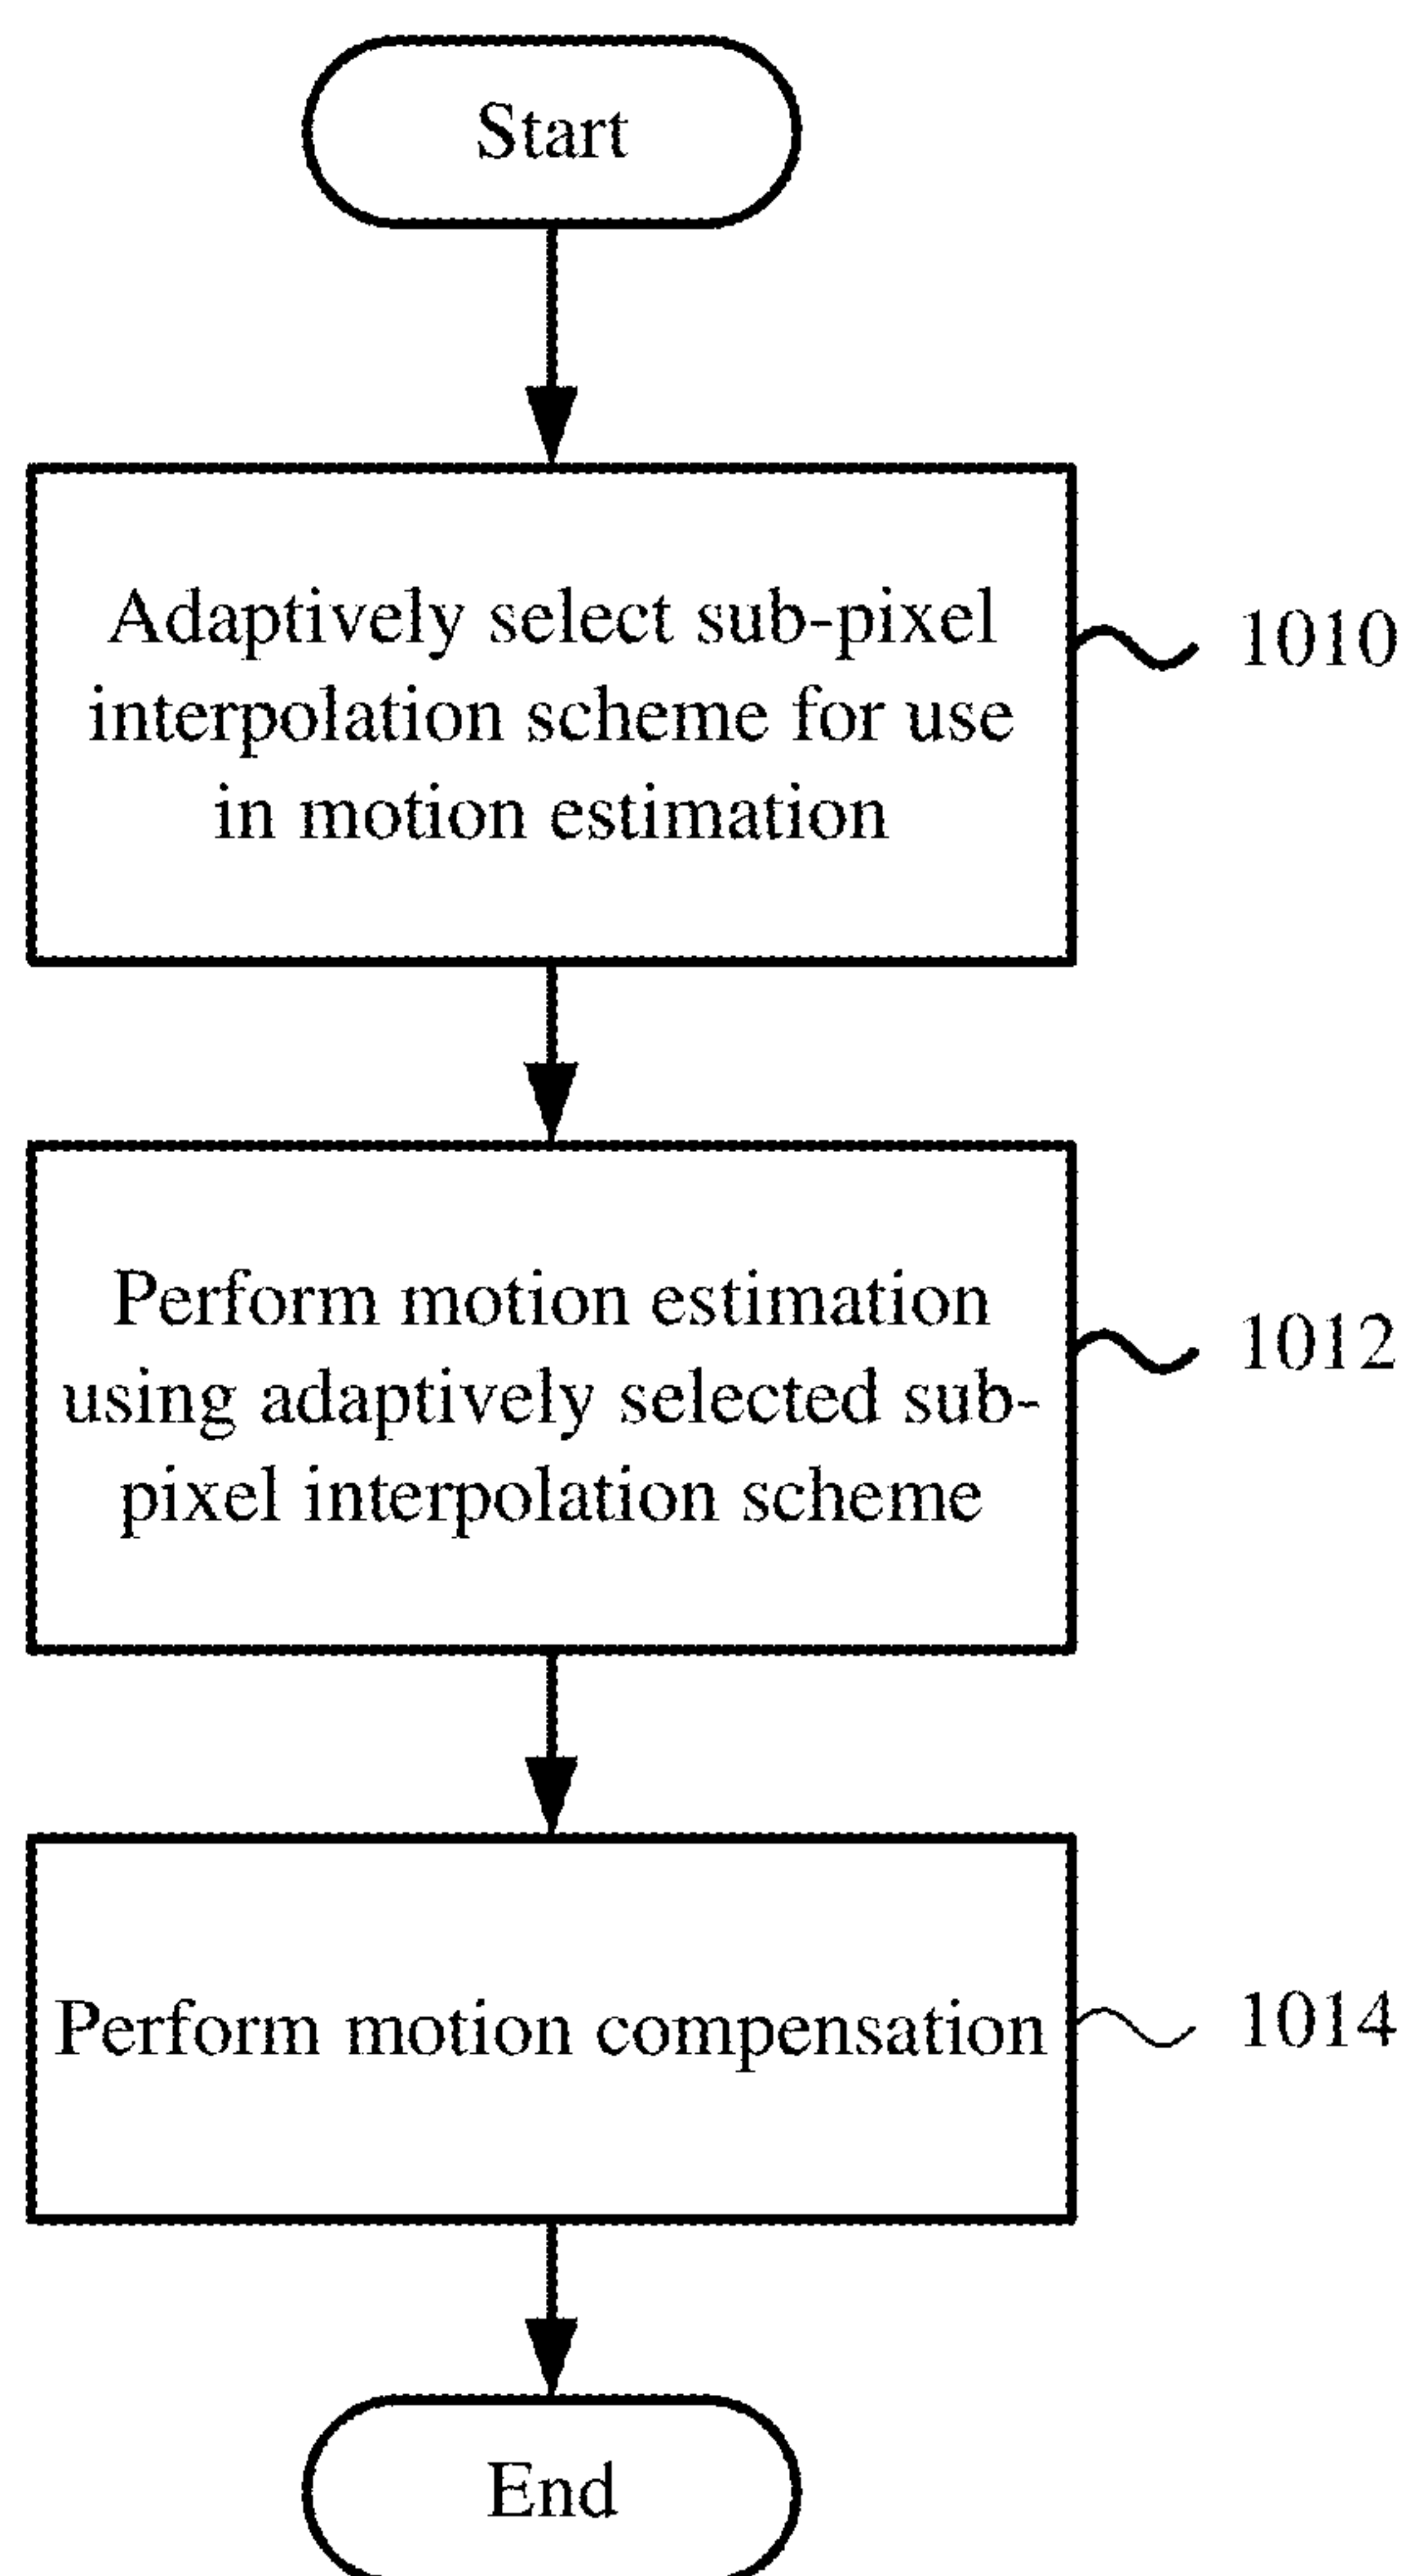 Start
Adaptively select sub-pixel
interpolation scheme for use
in motion estimation
1010
Perform motion estimation
using adaptively selected sub-
pixel interpolation scheme
1012
Perform motion compensation
1014
End